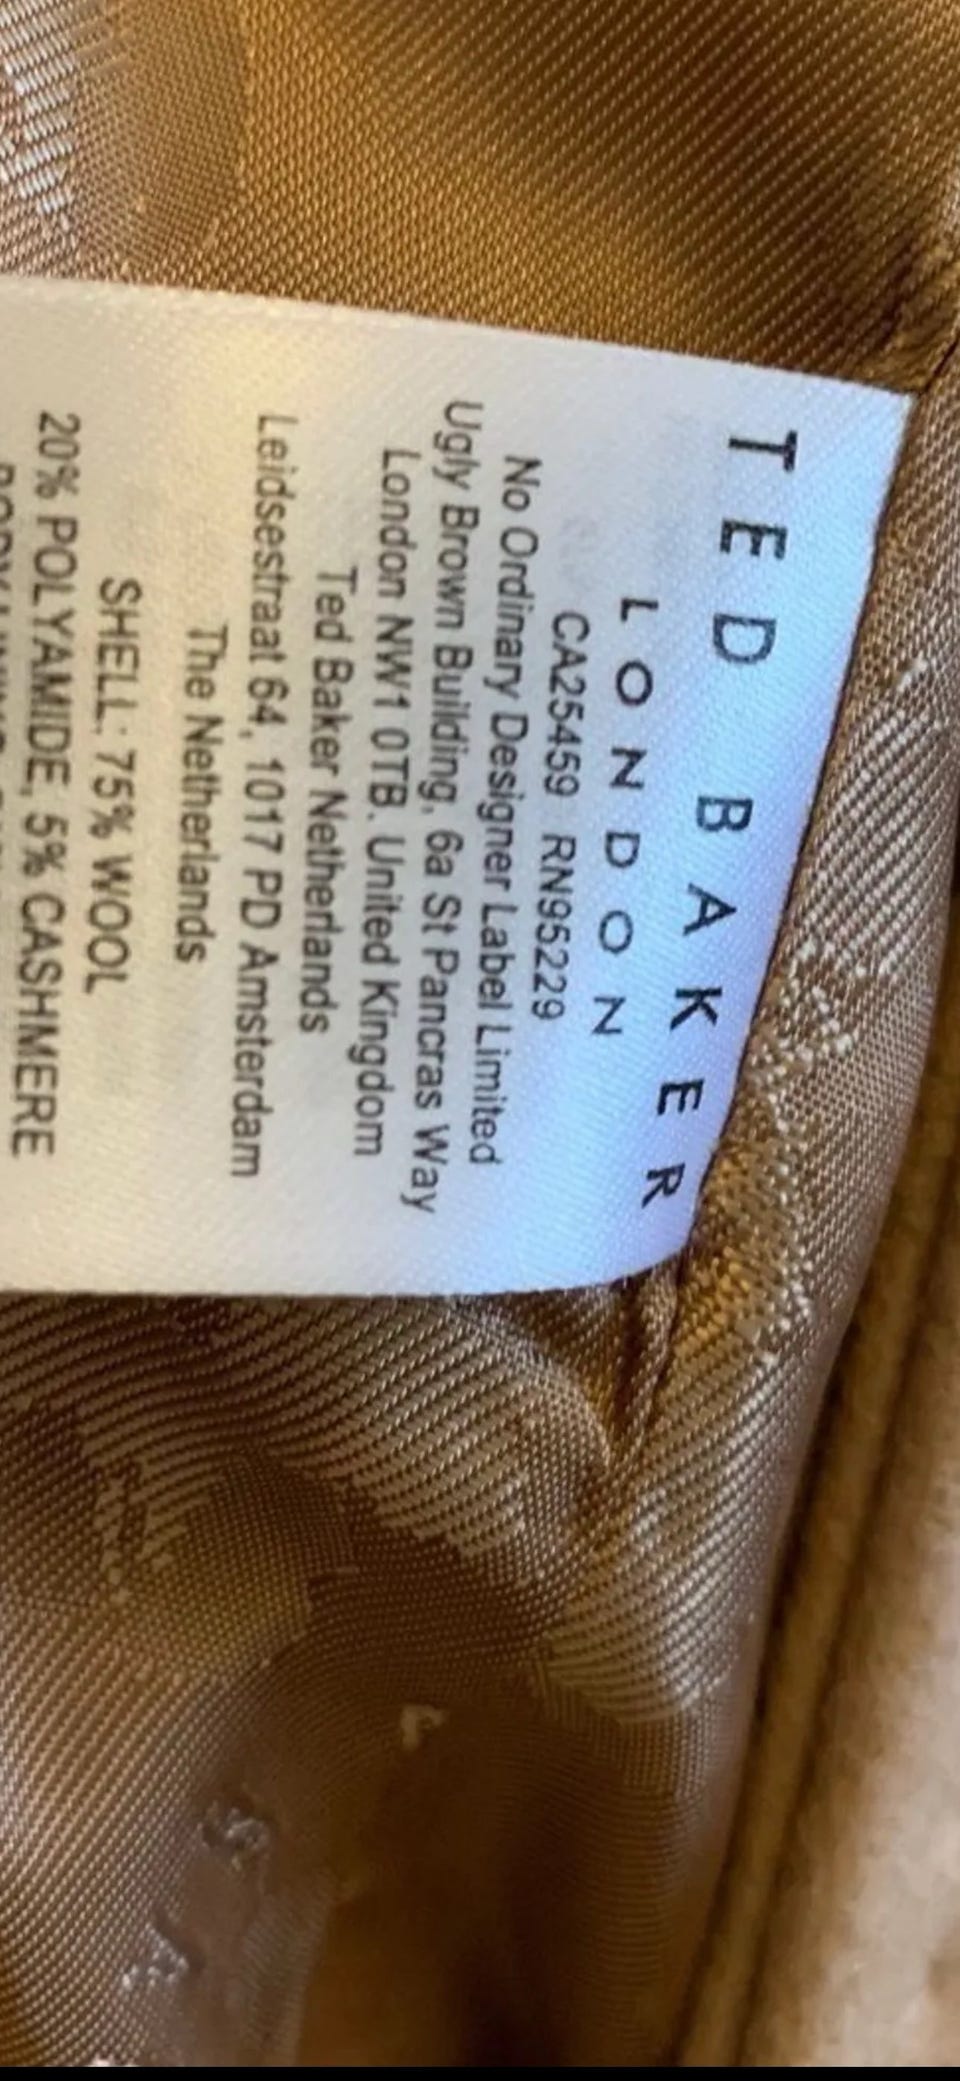 TED BAKER
LONDON
CA25459 RN95229
No Ordinary Designer Label Limited
Ugly Brown Building, 6a St Pancras Way
London NW1 0TB. United Kingdom
Ted Baker Netherlands
Leidsestraat 64, 1017 PD Amsterdam
The Netherlands
SHELL: 75% WOOL
20% POLYAMIDE, 5% CASHMERE